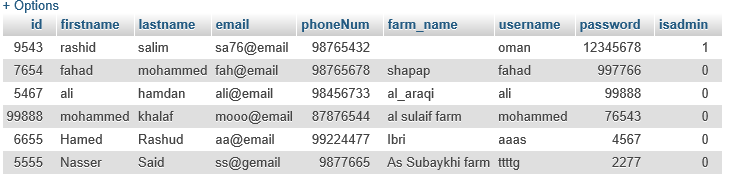 + Options
id firstname lastname email phoneNum farm_name username password isadmin
9543 rashid salim sa76@email 98765432 oman 12345678 1
7654 fahad mohammed fah@email 98765678 shapap fahad 997766 0
5467 ali hamdan ali@email 98456733 al_araqi ali 99888 0
99888 mohammed khalaf mooo@email 87876544 al sulaif farm mohammed 76543 0
6655 Hamed Rashud aa@email 99224477 Ibri aaas 4567 0
5555 Nasser Said ss@gemail 9877665 As Subaykhi farm ttttg 2277 0